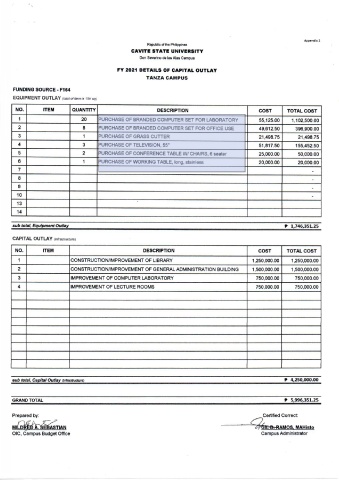 Appendix 2
Republic of the Philippines
CAVITE STATE UNIVERSITY
Don Severino de las Alas Campus
FY 2021 DETAILS OF CAPITAL OUTLAY
TANZA CAMPUS
FUNDING SOURCE - F164
EQUIPMENT OUTLAY
NO. ITEM QUANTITY DESCRIPTION COST TOTAL COST
1 20 PURCHASE OF BRANDED COMPUTER SET FOR LABORATORY 55,125.00 1,102,500.00
2 8 PURCHASE OF BRANDED COMPUTER SET FOR OFFICE USE 49,612.50 396,900.00
3 1 PURCHASE OF GRASS CUTTER 21,498.75 21,498.75
4 3 PURCHASE OF TELEVISION, 55" 51,817.50 155,452.50
5 2 PURCHASE OF CONFERENCE TABLE W/ CHAIRS, 6 seater 25,000.00 50,000.00
6 1 PURCHASE OF WORKING TABLE, long, stainless 20,000.00 20,000.00
7 -
8 -
9 -
10 -
13
14
sub total, Equipment Outlay ₱ 1,746,351.25
CAPITAL OUTLAY (Infrastructure)
NO. ITEM DESCRIPTION COST TOTAL COST
1 CONSTRUCTION/IMPROVEMENT OF LIBRARY 1,250,000.00 1,250,000.00
2 CONSTRUCTION/IMPROVEMENT OF GENERAL ADMINISTRATION BUILDING 1,500,000.00 1,500,000.00
3 IMPROVEMENT OF COMPUTER LABORATORY 750,000.00 750,000.00
4 IMPROVEMENT OF LECTURE ROOMS 750,000.00 750,000.00
sub total, Capital Outlay (Infrastructure) ₱ 4,250,000.00
GRAND TOTAL ₱ 5,996,351.25
Prepared by: Certified Correct:
MILDRED A. SEBASTIAN RAMOS, MAHisto
OIC, Campus Budget Office Campus Administrator